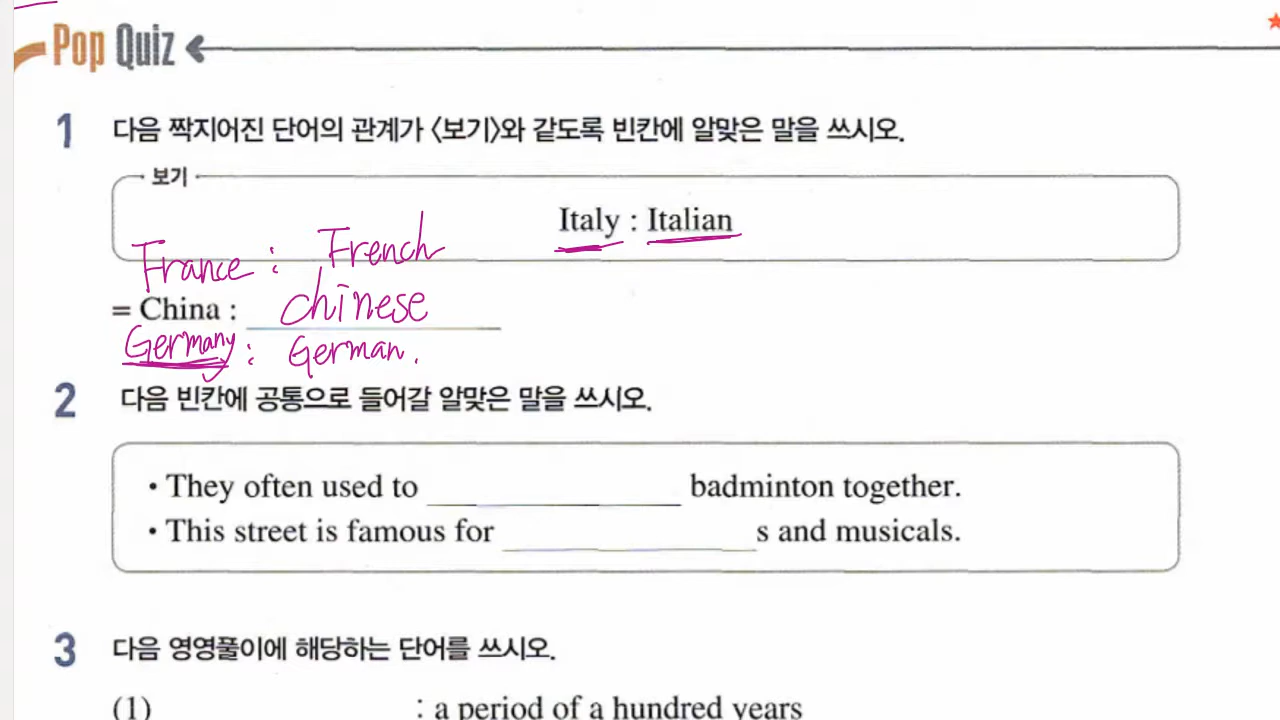 Pop Quiz
1 다음 짝지어진 단어의 관계가 〈보기〉와 같도록 빈칸에 알맞은 말을 쓰시오.
보기
Italy : Italian
France : French
= China : chinese
Germany : German.
2 다음 빈칸에 공통으로 들어갈 알맞은 말을 쓰시오.
• They often used to ____________ badminton together.
• This street is famous for ____________s and musicals.
3 다음 영영풀이에 해당하는 단어를 쓰시오.
(1) : a period of a hundred years